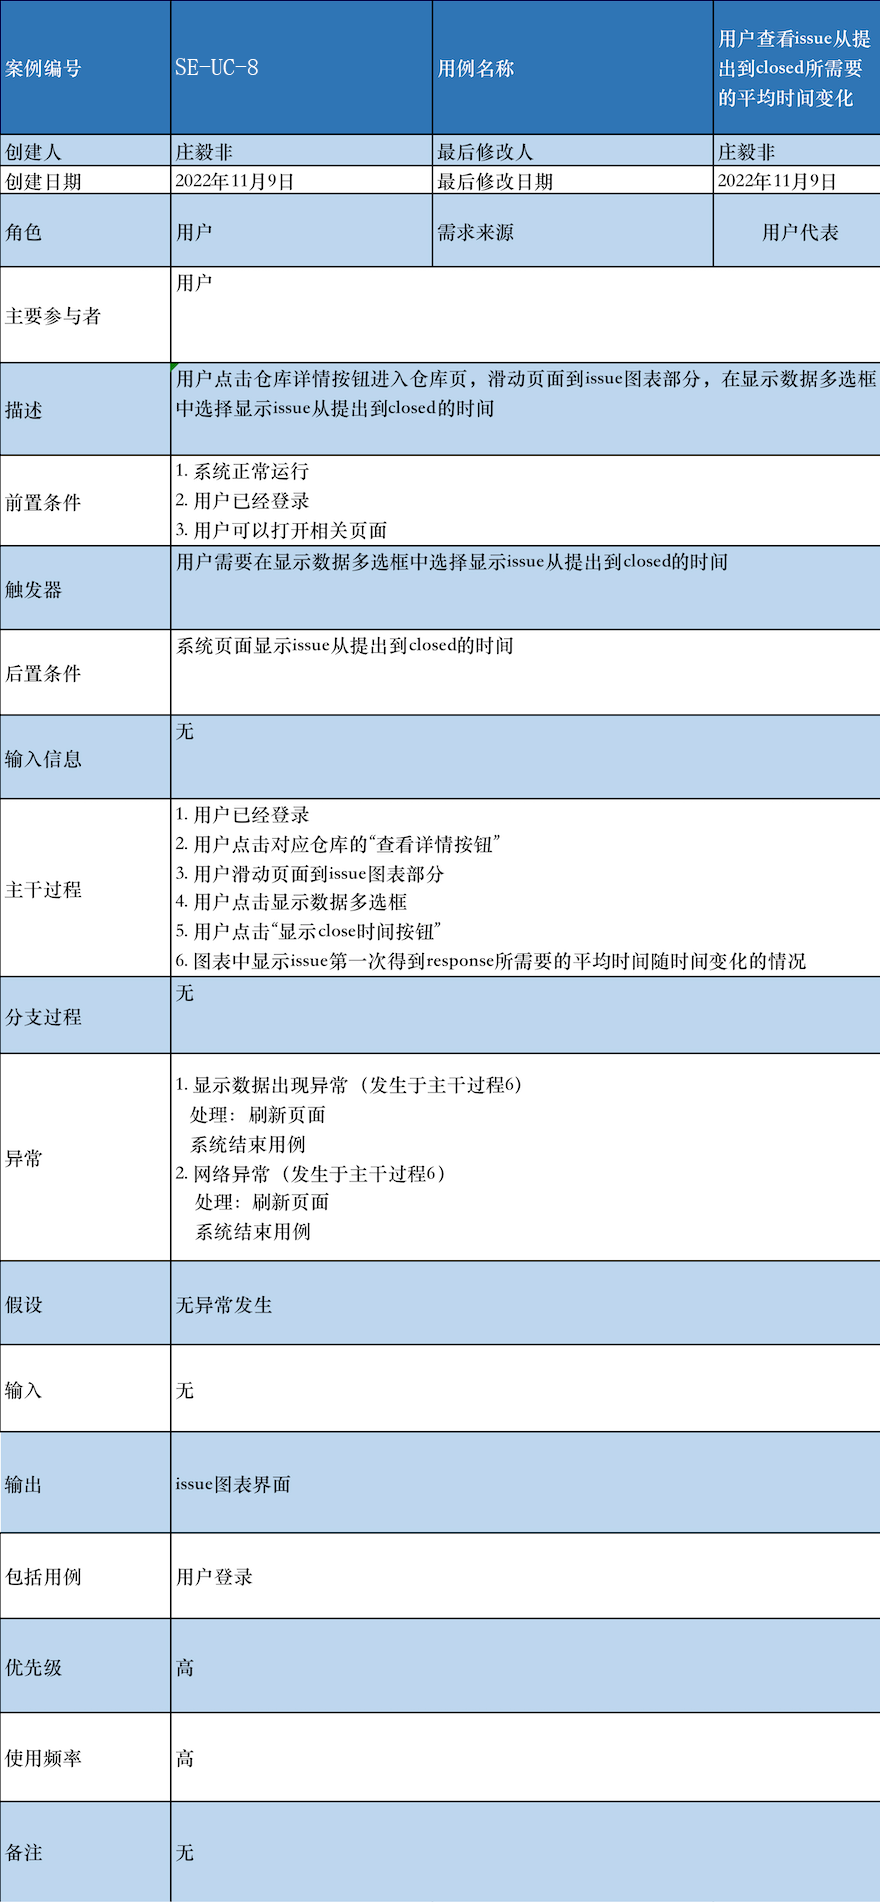 案例编号 SE-UC-8 用例名称 用户查看issue从提
出到closed所需要
的平均时间变化
创建人 庄毅非 最后修改人 庄毅非
创建日期 2022年11月9日 最后修改日期 2022年11月9日
角色 用户 需求来源 用户代表
主要参与者 用户
描述 用户点击仓库详情按钮进入仓库页，滑动页面到issue图表部分，在显示数据多选框
中选择显示issue从提出到closed的时间
前置条件 1. 系统正常运行
2. 用户已经登录
3. 用户可以打开相关页面
触发器 用户需要在显示数据多选框中选择显示issue从提出到closed的时间
后置条件 系统页面显示issue从提出到closed的时间
输入信息 无
主干过程 1. 用户已经登录
2. 用户点击对应仓库的“查看详情按钮”
3. 用户滑动页面到issue图表部分
4. 用户点击显示数据多选框
5. 用户点击“显示close时间按钮”
6. 图表中显示issue第一次得到response所需要的平均时间随时间变化的情况
分支过程 无
异常 1. 显示数据出现异常（发生于主干过程6）
处理：刷新页面
系统结束用例
2. 网络异常（发生于主干过程6）
处理：刷新页面
系统结束用例
假设 无异常发生
输入 无
输出 issue图表界面
包括用例 用户登录
优先级 高
使用频率 高
备注 无